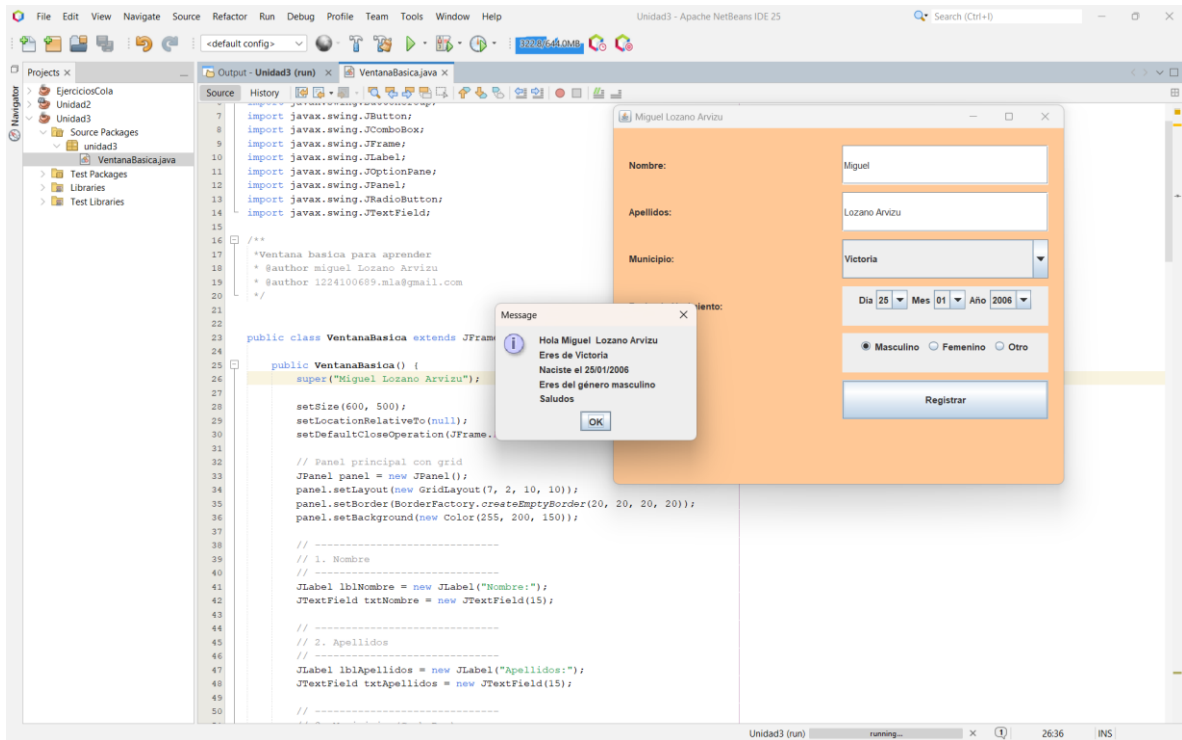 File Edit View Navigate Source Refactor Run Debug Profile Team Tools Window Help
Unidad3 - Apache NetBeans IDE 25
Search (Ctrl+I)
<default config>
Projects
Output - Unidad3 (run)
VentanaBasica.java
Navigator
EjerciciosCola
Unidad2
Unidad3
Source Packages
unidad3
VentanaBasica.java
Test Packages
Libraries
Test Libraries
Source History
7 import javax.swing.JButton;
8 import javax.swing.JComboBox;
9 import javax.swing.JFrame;
10 import javax.swing.JLabel;
11 import javax.swing.JOptionPane;
12 import javax.swing.JPanel;
13 import javax.swing.JRadioButton;
14 import javax.swing.JTextField;
15
16 /**
17 *Ventana basica para aprender
18 * @author miguel Lozano Arvizu
19 * @author 1224100689.mla@gmail.com
20 */
21
22
23 public class VentanaBasica extends JFram
24
25 public VentanaBasica() {
26 super("Miguel Lozano Arvizu");
27
28 setSize(600, 500);
29 setLocationRelativeTo(null);
30 setDefaultCloseOperation(JFrame.
31
32 // Panel principal con grid
33 JPanel panel = new JPanel();
34 panel.setLayout(new GridLayout(7, 2, 10, 10));
35 panel.setBorder(BorderFactory.createEmptyBorder(20, 20, 20, 20));
36 panel.setBackground(new Color(255, 200, 150));
37
38 // ------------------------------
39 // 1. Nombre
40 // ------------------------------
41 JLabel lblNombre = new JLabel("Nombre:");
42 JTextField txtNombre = new JTextField(15);
43
44 // ------------------------------
45 // 2. Apellidos
46 // ------------------------------
47 JLabel lblApellidos = new JLabel("Apellidos:");
48 JTextField txtApellidos = new JTextField(15);
49
50 // ------------------------------
Miguel Lozano Arvizu
Nombre: Miguel
Apellidos: Lozano Arvizu
Municipio: Victoria
Dia 25 Mes 01 Año 2006
Masculino Femenino Otro
Registrar
Message
Hola Miguel Lozano Arvizu
Eres de Victoria
Naciste el 25/01/2006
Eres del género masculino
Saludos
OK
Unidad3 (run) running... 26:36 INS